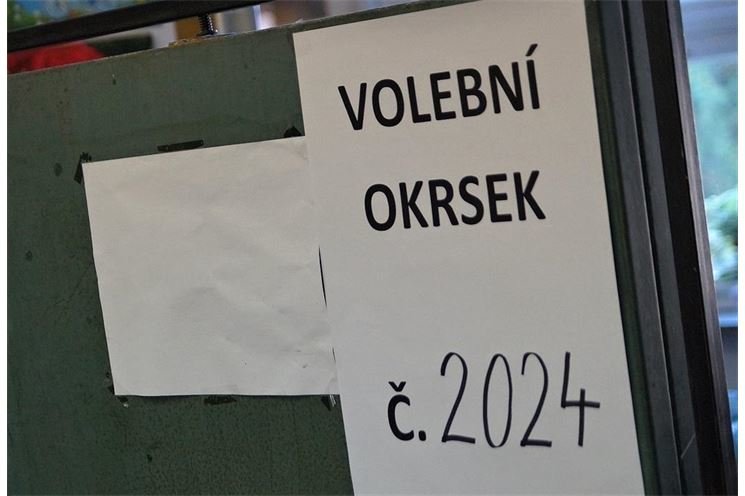 VOLEBNÍ
OKRSEK
č. 2024